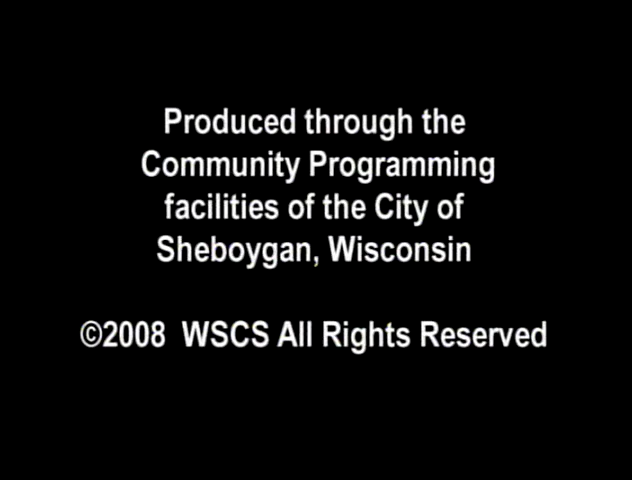 Produced through the
Community Programming
facilities of the City of
Sheboygan, Wisconsin
©2008  WSCS All Rights Reserved